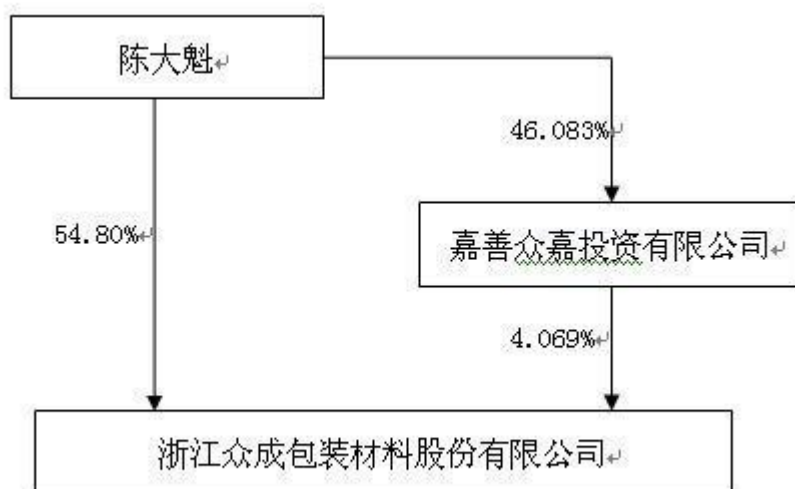 陈大魁
46.083%
54.80%
嘉善众嘉投资有限公司
4.069%
浙江众成包装材料股份有限公司